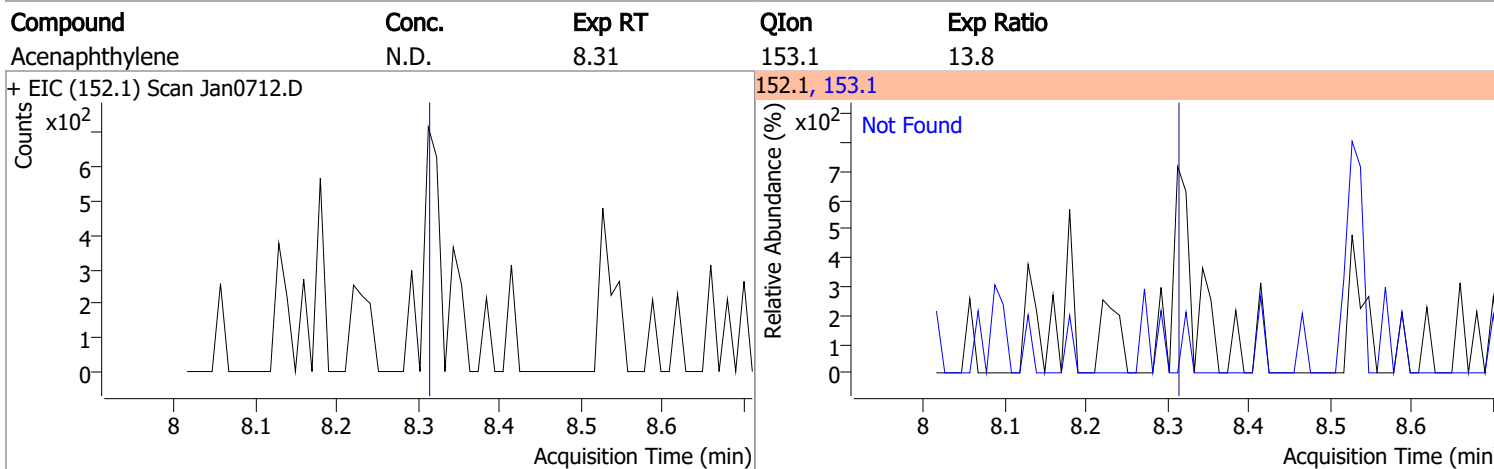 Compound Conc. Exp RT QIon Exp Ratio
Acenaphthylene N.D. 8.31 153.1 13.8
+ EIC (152.1) Scan Jan0712.D
Counts
x10²
6
5
4
3
2
1
0
8 8.1 8.2 8.3 8.4 8.5 8.6
Acquisition Time (min)
152.1, 153.1
Relative Abundance (%)
x10²
Not Found
7
6
5
4
3
2
1
0
8 8.1 8.2 8.3 8.4 8.5 8.6
Acquisition Time (min